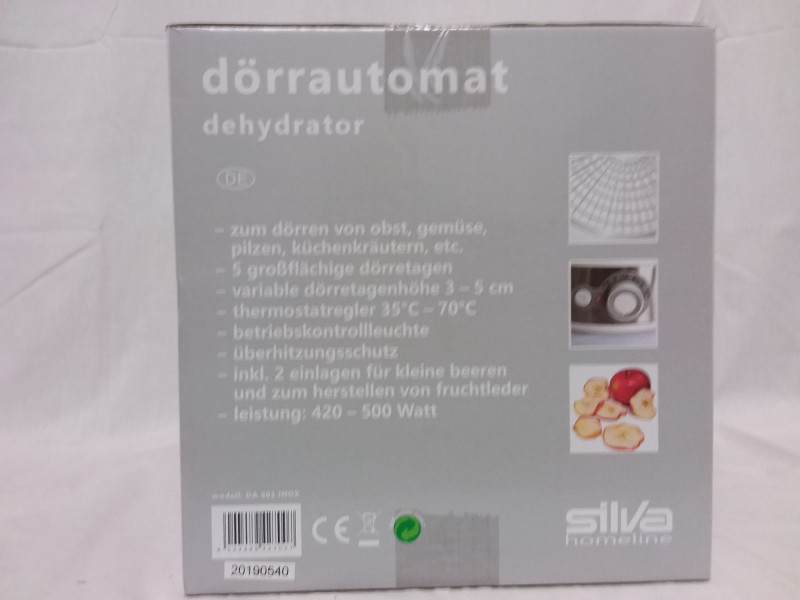 dörrautomat
dehydrator
DE
– zum dörren von obst, gemüse,
pilzen, küchenkräutern, etc.
– 5 großflächige dörretagen
– variable dörretagenhöhe 3 – 5 cm
– thermostatregler 35°C – 70°C
– betriebskontrollleuchte
– überhitzungsschutz
– inkl. 2 einlagen für kleine beeren
und zum herstellen von fruchtleder
– leistung: 420 – 500 Watt
modell: INOX
CE
20190540
silva
homeline